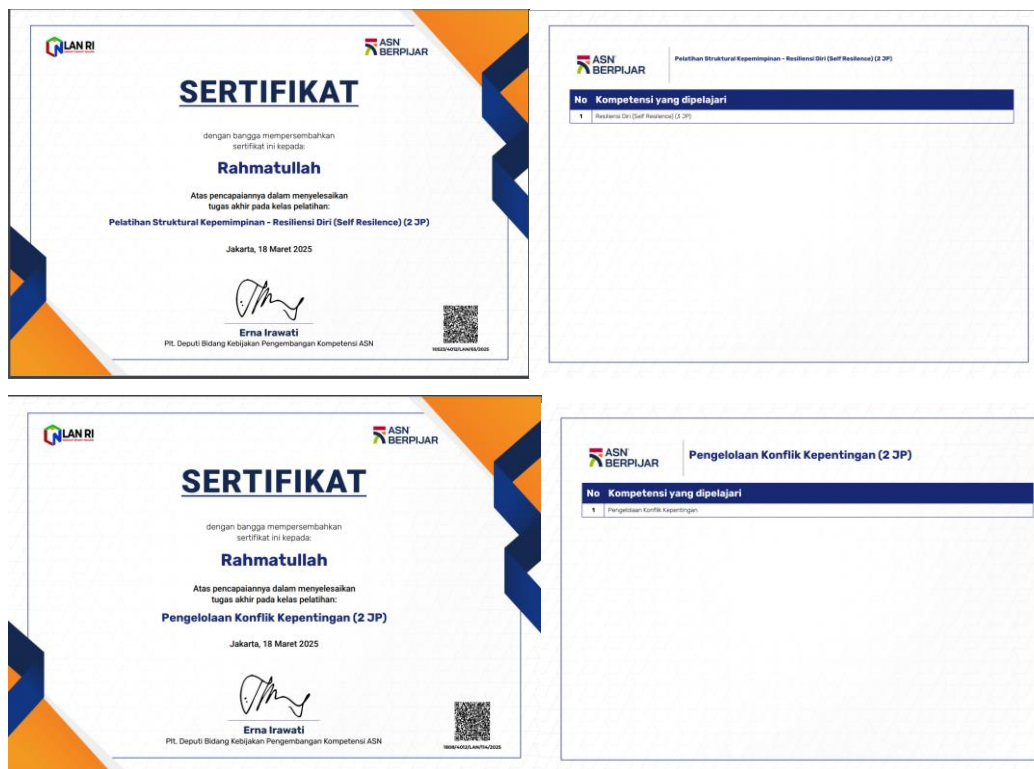 LAN RI
ASN
BERPIJAR
SERTIFIKAT
dengan bangga mempersembahkan
sertifikat ini kepada:
Rahmatullah
Atas pencapaiannya dalam menyelesaikan
tugas akhir pada kelas pelatihan:
Pelatihan Struktural Kepemimpinan - Resiliensi Diri (Self Resilence) (2 JP)
Jakarta, 18 Maret 2025
Erna Irawati
Plt. Deputi Bidang Kebijakan Pengembangan Kompetensi ASN
ASN
BERPIJAR
Pelatihan Struktural Kepemimpinan - Resiliensi Diri (Self Resilence) (2 JP)
No Kompetensi yang dipelajari
1 Resiliensi Diri (Self Resilence)
LAN RI
ASN
BERPIJAR
SERTIFIKAT
dengan bangga mempersembahkan
sertifikat ini kepada:
Rahmatullah
Atas pencapaiannya dalam menyelesaikan
tugas akhir pada kelas pelatihan:
Pengelolaan Konflik Kepentingan (2 JP)
Jakarta, 18 Maret 2025
Erna Irawati
Plt. Deputi Bidang Kebijakan Pengembangan Kompetensi ASN
ASN
BERPIJAR
Pengelolaan Konflik Kepentingan (2 JP)
No Kompetensi yang dipelajari
1 Pengelolaan Konflik Kepentingan